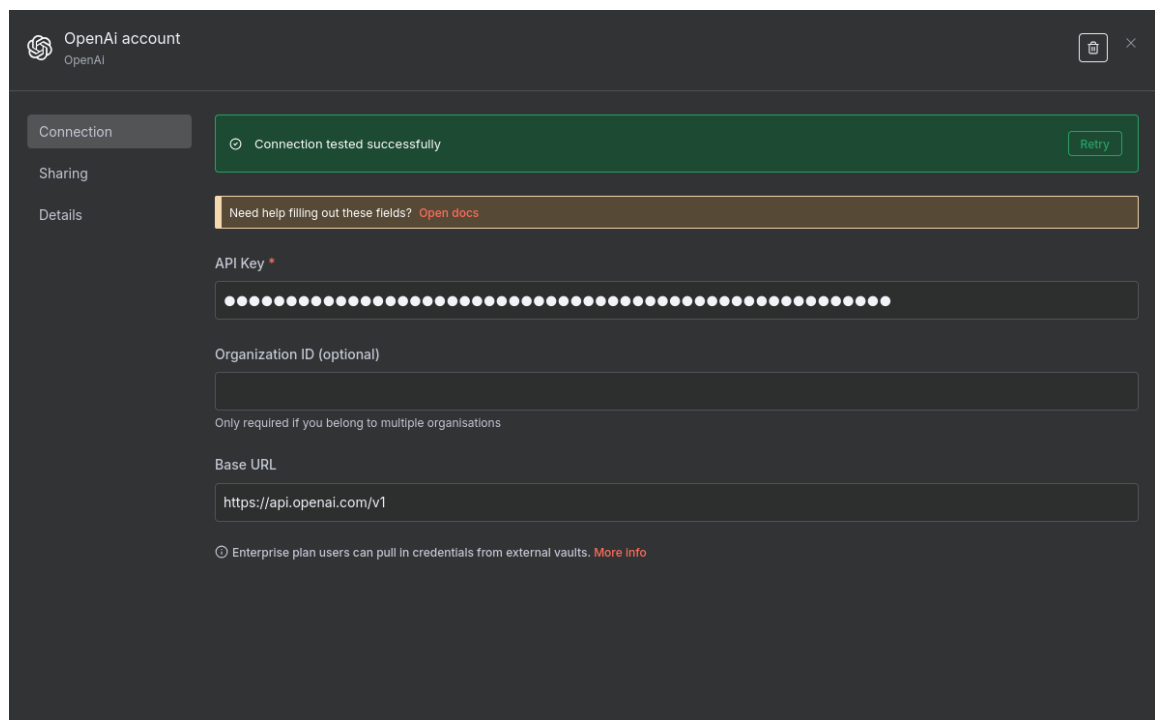 OpenAi account
OpenAi
Connection
Sharing
Details
Connection tested successfully
Retry
Need help filling out these fields? Open docs
API Key *
●●●●●●●●●●●●●●●●●●●●●●●●●●●●●●●●●●●●●●●●●●●●●●●●●●●●●●
Organization ID (optional)
Only required if you belong to multiple organisations
Base URL
https://api.openai.com/v1
Enterprise plan users can pull in credentials from external vaults. More info